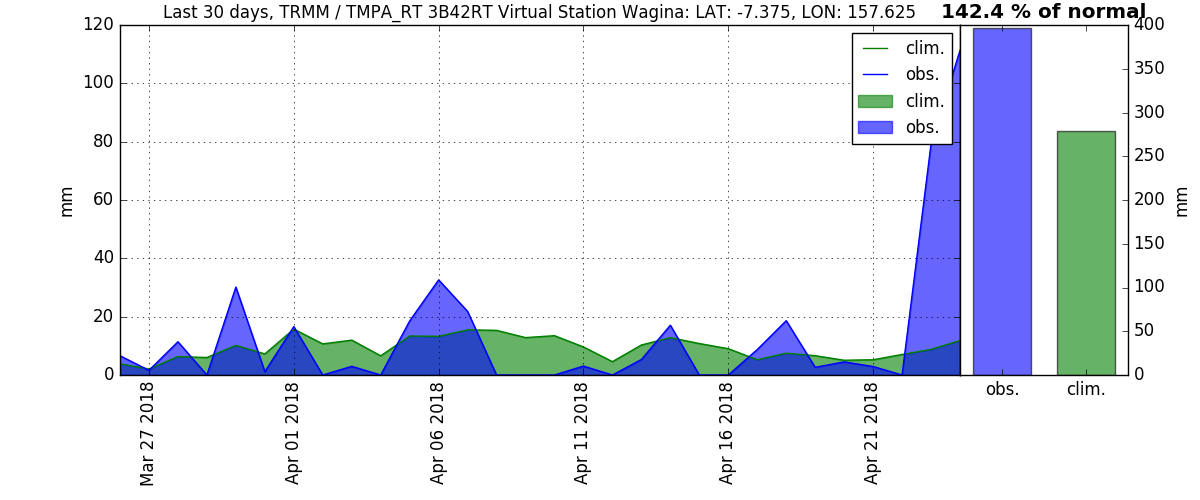 Last 30 days, TRMM / TMPA_RT 3B42RT Virtual Station Wagina: LAT: -7.375, LON: 157.625
142.4 % of normal
120
100
80
60
40
20
0
mm
clim.
obs.
clim.
obs.
400
350
300
250
200
150
100
50
0
mm
Mar 27 2018
Apr 01 2018
Apr 06 2018
Apr 11 2018
Apr 16 2018
Apr 21 2018
obs.
clim.